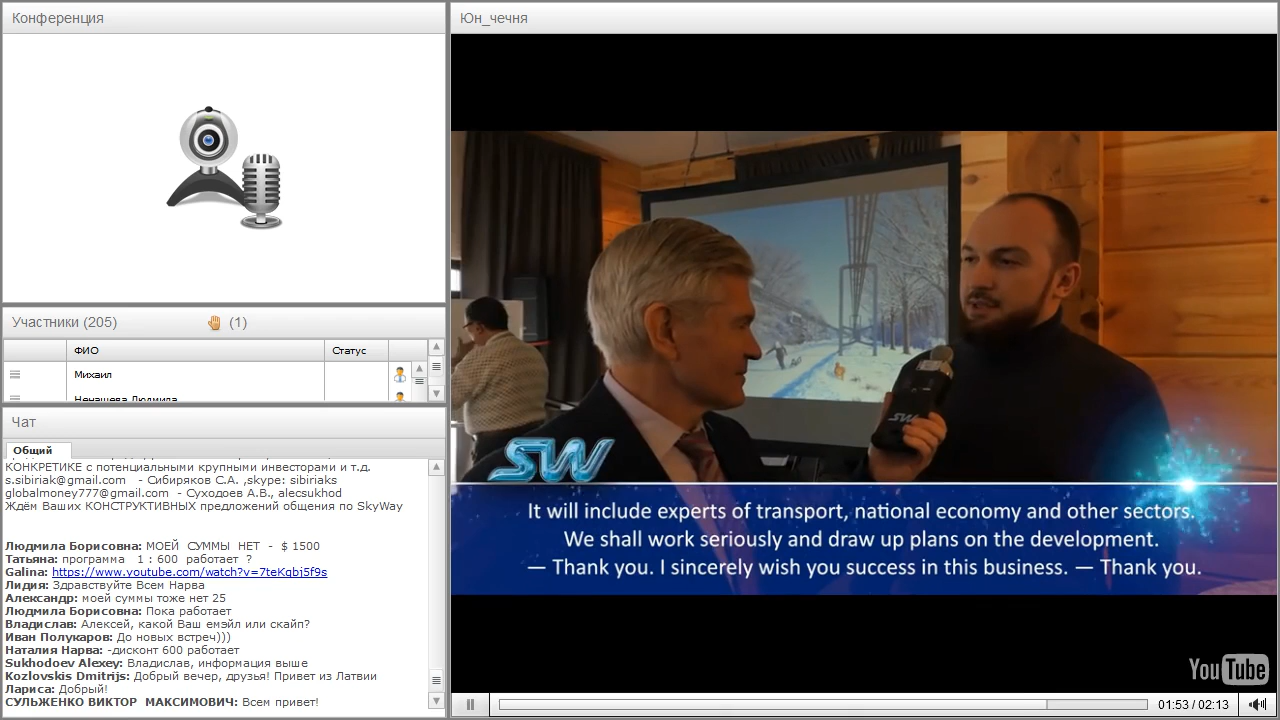 Конференция
Участники (205) (1)
ФИО Статус
Михаил
Ненашева Людмила
Чат
Общий
КОНКРЕТИКЕ с потенциальными крупными инвесторами и т.д.
s.sibiriak@gmail.com - Сибиряков С.А. ,skype: sibiriaks
globalmoney777@gmail.com - Суходоев А.В., alecsukhod
Ждём Ваших КОНСТРУКТИВНЫХ предложений общения по SkyWay
Людмила Борисовна: МОЕЙ СУММЫ НЕТ - $ 1500
Татьяна: программа 1 : 600 работает ?
Galina: https://www.youtube.com/watch?v=7teKgbj5f9s
Лидия: Здравствуйте Всем Нарва
Александр: моей суммы тоже нет 25
Людмила Борисовна: Пока работает
Владислав: Алексей, какой Ваш емэйл или скайп?
Иван Полукаров: До новых встреч)))
Наталия Нарва: -дисконт 600 работает
Sukhodoev Alexey: Владислав, информация выше
Kozlovskis Dmitrijs: Добрый вечер, друзья! Привет из Латвии
Лариса: Добрый!
СУЛЬЖЕНКО ВИКТОР МАКСИМОВИЧ: Всем привет!
Юн_чечня
SW
SW
It will include experts of transport, national economy and other sectors.
We shall work seriously and draw up plans on the development.
— Thank you. I sincerely wish you success in this business. — Thank you.
YouTube
01:53 / 02:13